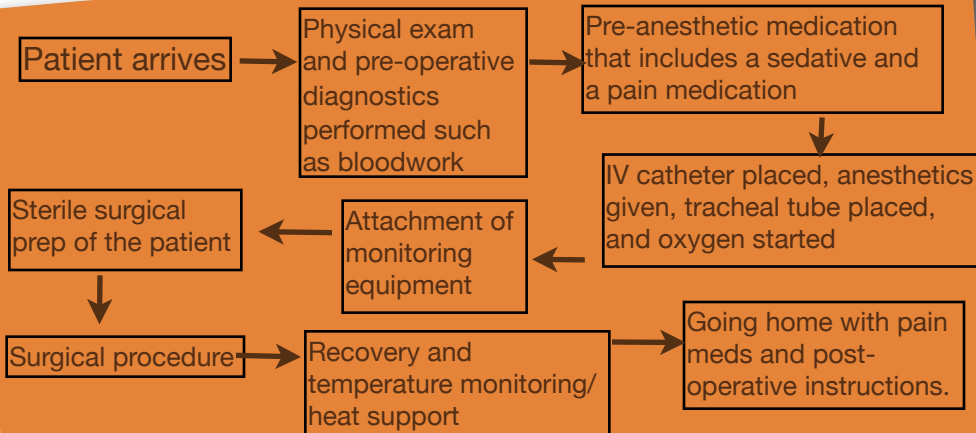 Patient arrives
Physical exam
and pre-operative
diagnostics
performed such
as bloodwork
Pre-anesthetic medication
that includes a sedative and
a pain medication
IV catheter placed, anesthetics
given, tracheal tube placed,
and oxygen started
Attachment of
monitoring
equipment
Sterile surgical
prep of the patient
Surgical procedure
Recovery and
temperature monitoring/
heat support
Going home with pain
meds and post-
operative instructions.